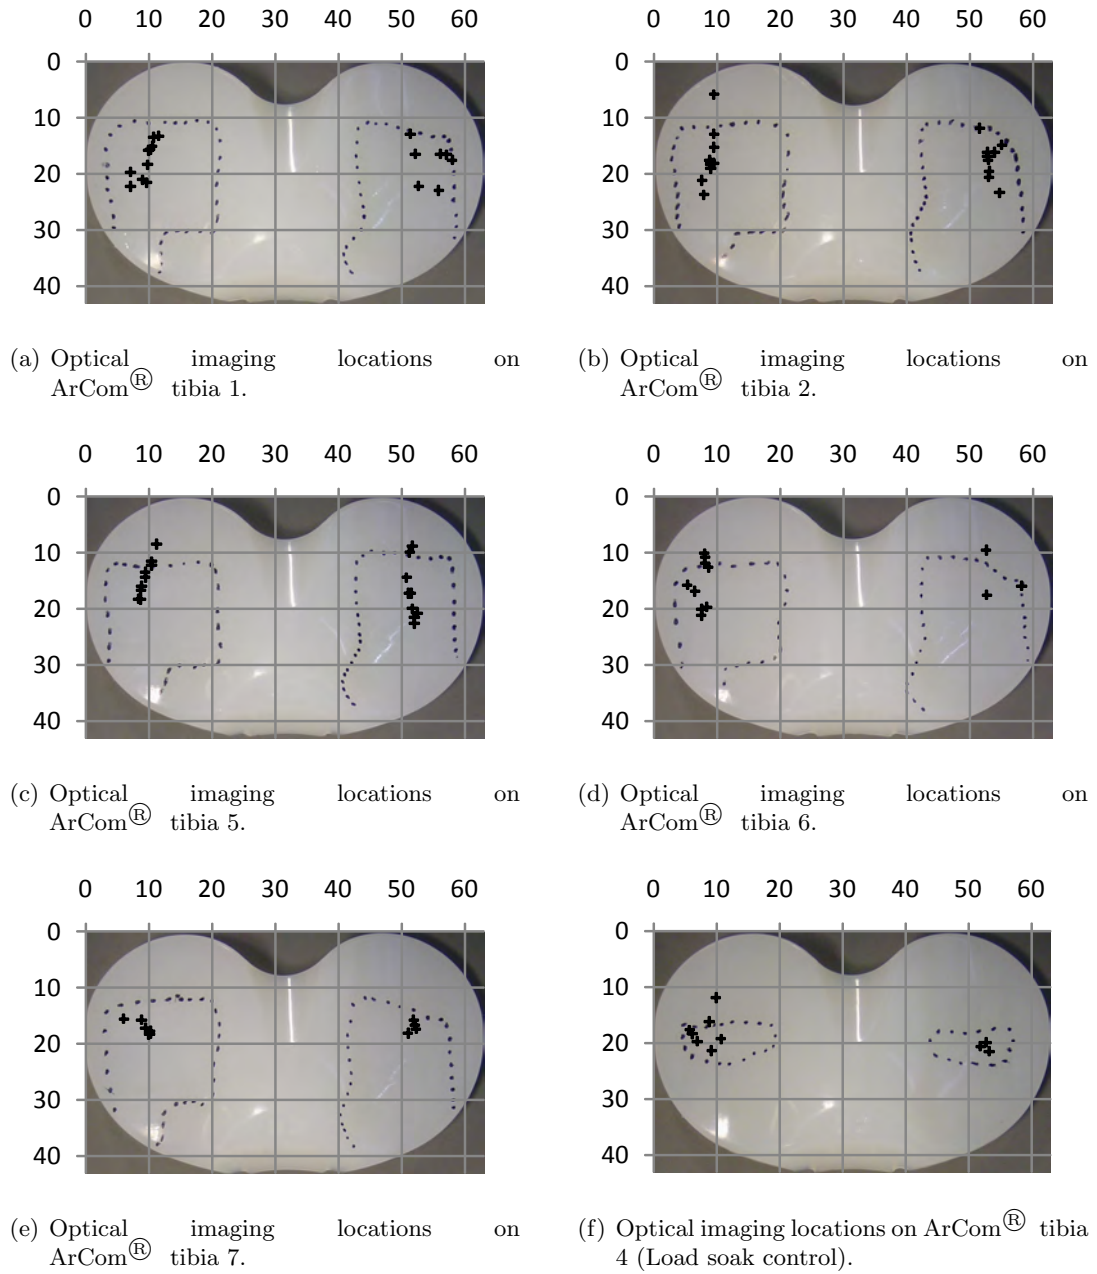 0 10 20 30 40 50 60
0
10
20
30
40
(a) Optical imaging locations on
ArCom® tibia 1.
0 10 20 30 40 50 60
0
10
20
30
40
(b) Optical imaging locations on
ArCom® tibia 2.
0 10 20 30 40 50 60
0
10
20
30
40
(c) Optical imaging locations on
ArCom® tibia 5.
0 10 20 30 40 50 60
0
10
20
30
40
(d) Optical imaging locations on
ArCom® tibia 6.
0 10 20 30 40 50 60
0
10
20
30
40
(e) Optical imaging locations on
ArCom® tibia 7.
0 10 20 30 40 50 60
0
10
20
30
40
(f) Optical imaging locations on ArCom® tibia
4 (Load soak control).